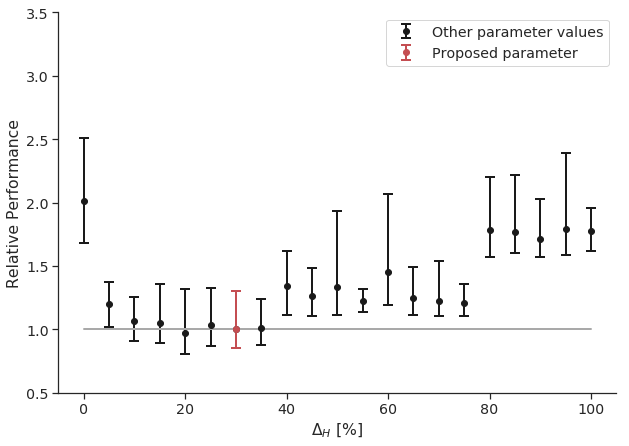 3.5
3.0
2.5
2.0
1.5
1.0
0.5
Relative Performance
Other parameter values
Proposed parameter
0 20 40 60 80 100
Δ_H [%]